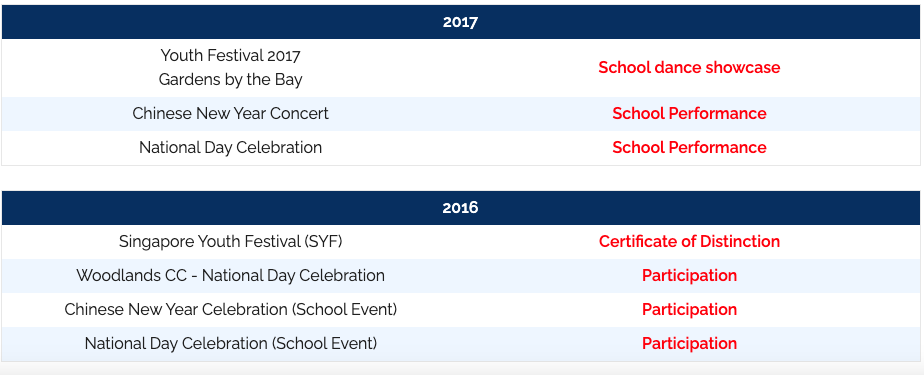 2017
Youth Festival 2017
Gardens by the Bay
School dance showcase
Chinese New Year Concert
School Performance
National Day Celebration
School Performance
2016
Singapore Youth Festival (SYF)
Certificate of Distinction
Woodlands CC - National Day Celebration
Participation
Chinese New Year Celebration (School Event)
Participation
National Day Celebration (School Event)
Participation